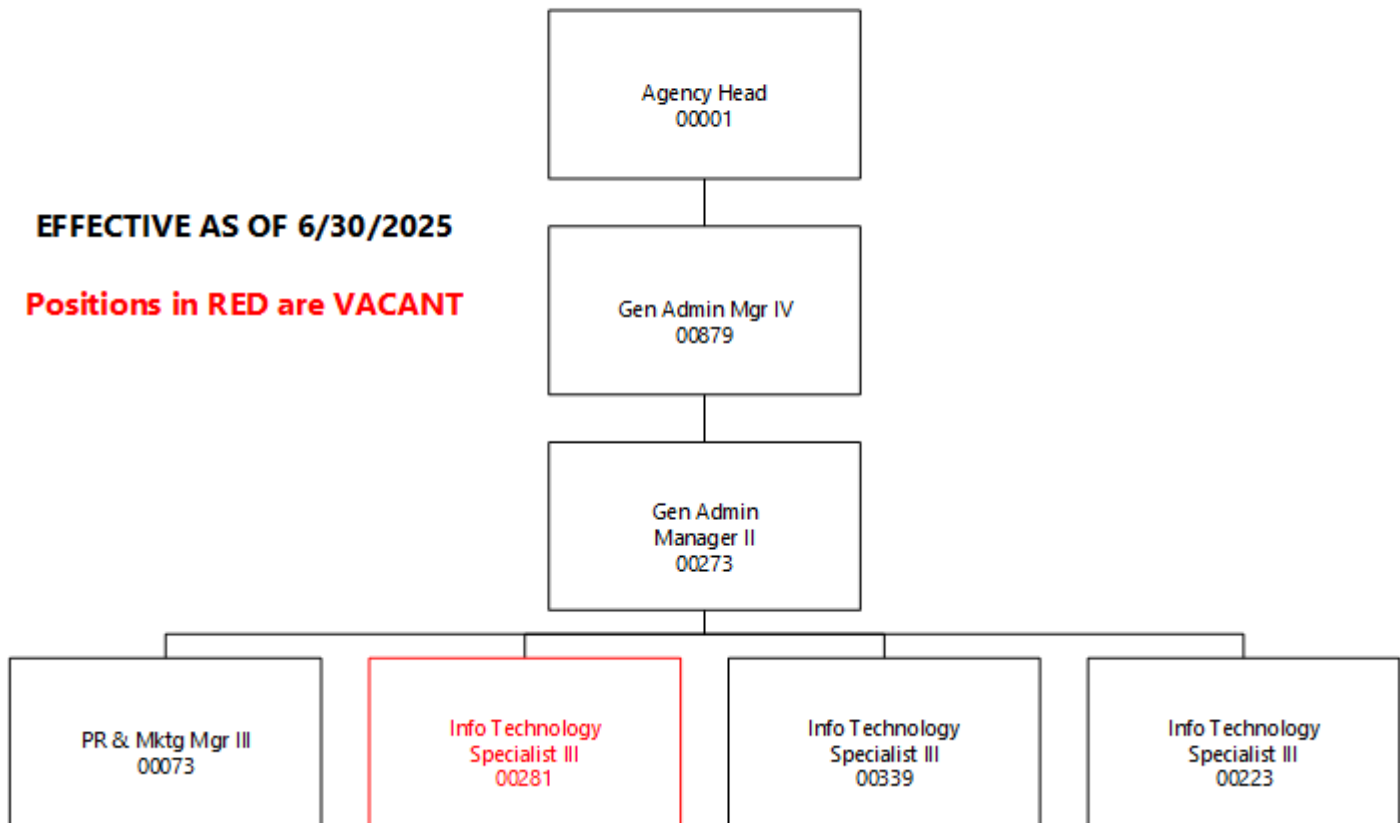 Agency Head
00001
EFFECTIVE AS OF 6/30/2025
Positions in RED are VACANT
Gen Admin Mgr IV
00879
Gen Admin
Manager II
00273
PR & Mktg Mgr III
00073
Info Technology
Specialist III
00281
Info Technology
Specialist III
00339
Info Technology
Specialist III
00223